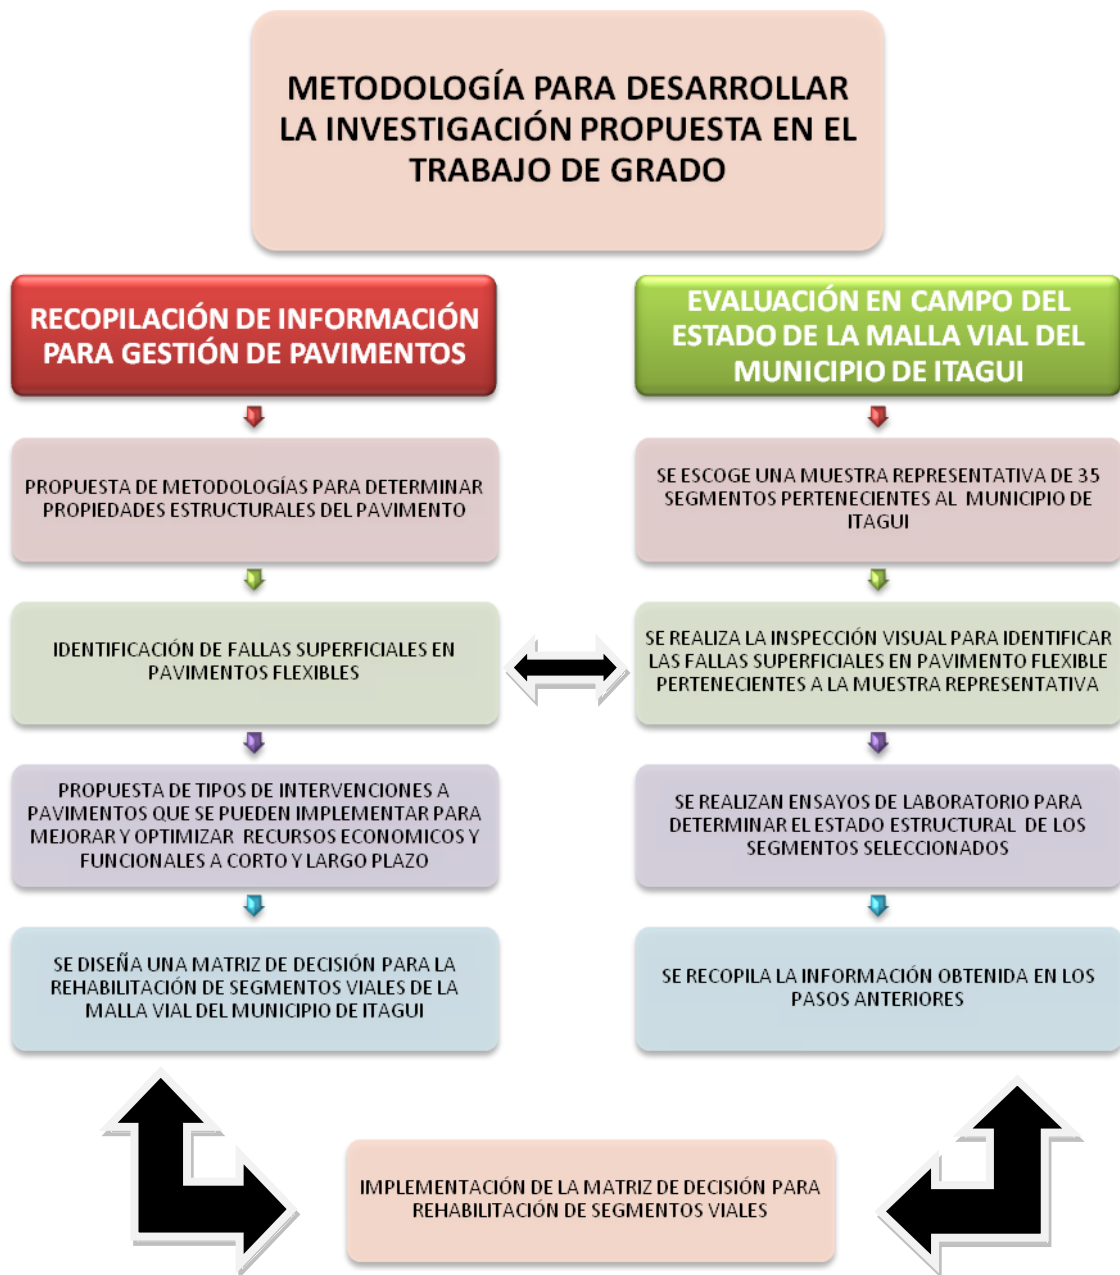 METODOLOGÍA PARA DESARROLLAR
LA INVESTIGACIÓN PROPUESTA EN EL
TRABAJO DE GRADO
RECOPILACIÓN DE INFORMACIÓN
PARA GESTIÓN DE PAVIMENTOS
PROPUESTA DE METODOLOGÍAS PARA DETERMINAR
PROPIEDADES ESTRUCTURALES DEL PAVIMENTO
IDENTIFICACIÓN DE FALLAS SUPERFICIALES EN
PAVIMENTOS FLEXIBLES
PROPUESTA DE TIPOS DE INTERVENCIONES A
PAVIMENTOS QUE SE PUEDEN IMPLEMENTAR PARA
MEJORAR Y OPTIMIZAR RECURSOS ECONOMICOS Y
FUNCIONALES A CORTO Y LARGO PLAZO
SE DISEÑA UNA MATRIZ DE DECISIÓN PARA LA
REHABILITACIÓN DE SEGMENTOS VIALES DE LA
MALLA VIAL DEL MUNICIPIO DE ITAGUI
EVALUACIÓN EN CAMPO DEL
ESTADO DE LA MALLA VIAL DEL
MUNICIPIO DE ITAGUI
SE ESCOGE UNA MUESTRA REPRESENTATIVA DE 35
SEGMENTOS PERTENECIENTES AL MUNICIPIO DE
ITAGUI
SE REALIZA LA INSPECCIÓN VISUAL PARA IDENTIFICAR
LAS FALLAS SUPERFICIALES EN PAVIMENTO FLEXIBLE
PERTENECIENTES A LA MUESTRA REPRESENTATIVA
SE REALIZAN ENSAYOS DE LABORATORIO PARA
DETERMINAR EL ESTADO ESTRUCTURAL DE LOS
SEGMENTOS SELECCIONADOS
SE RECOPILA LA INFORMACIÓN OBTENIDA EN LOS
PASOS ANTERIORES
IMPLEMENTACIÓN DE LA MATRIZ DE DECISIÓN PARA
REHABILITACIÓN DE SEGMENTOS VIALES